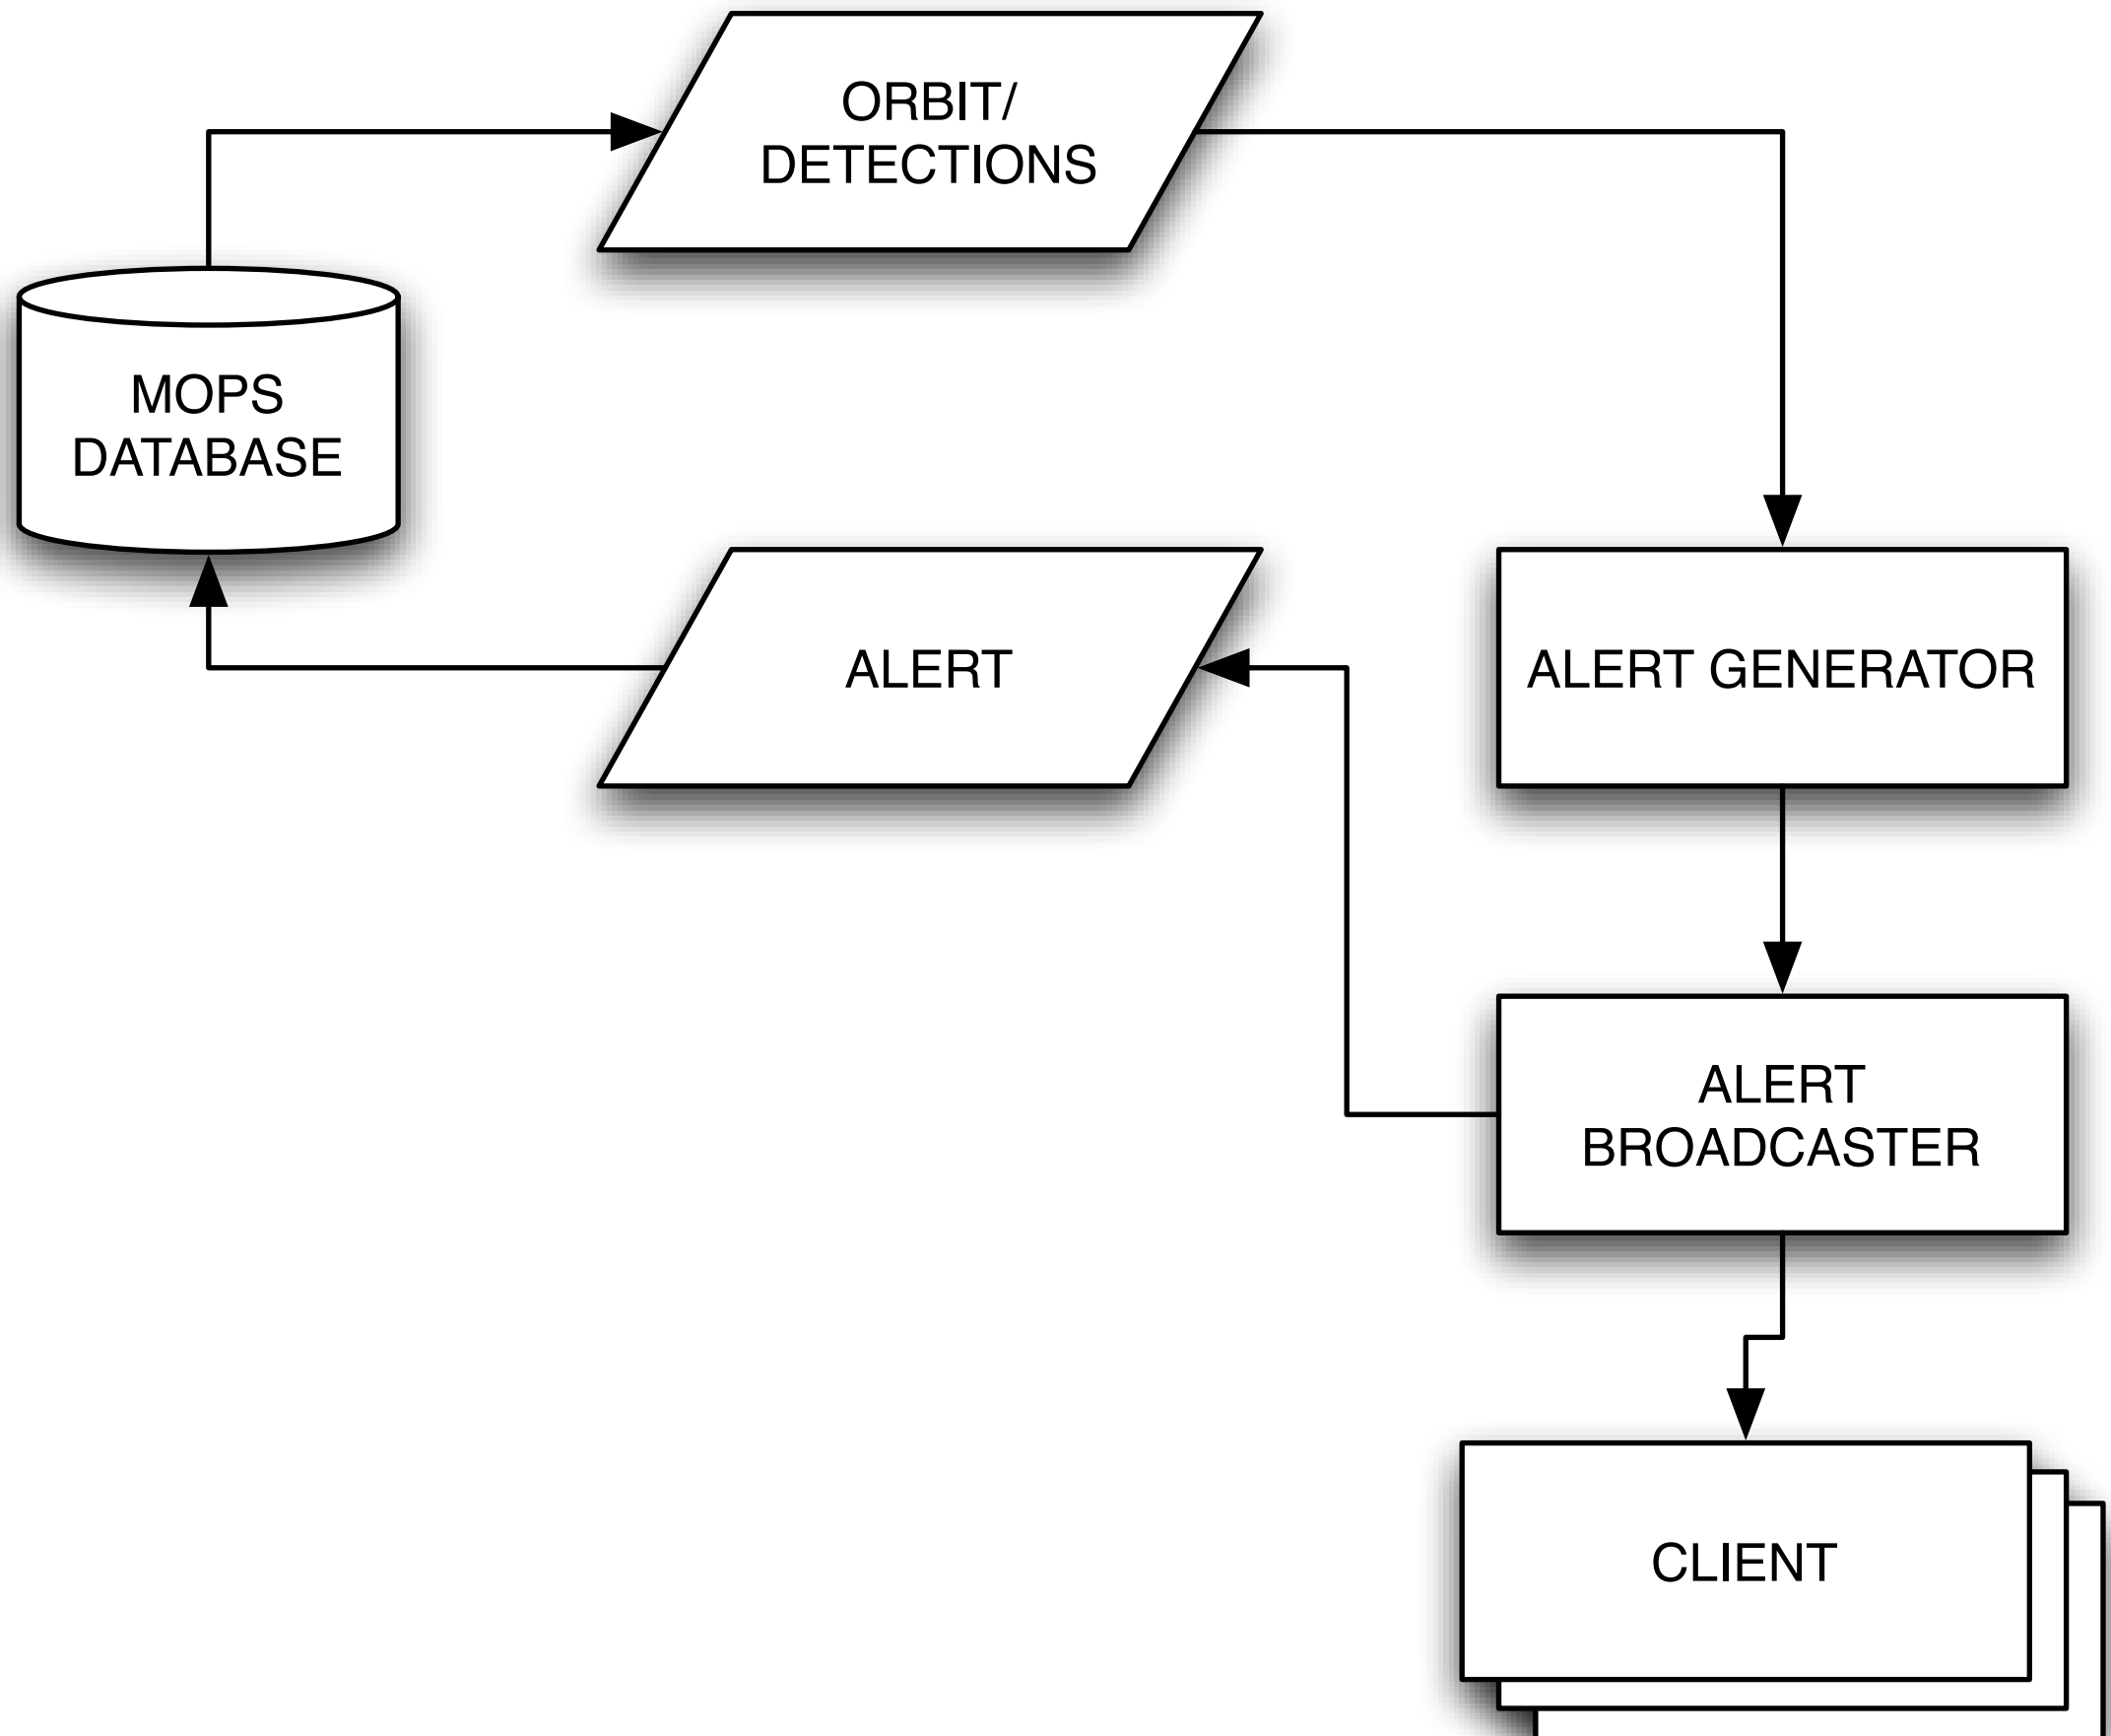 ORBIT/
DETECTIONS
MOPS
DATABASE
ALERT
ALERT GENERATOR
ALERT
BROADCASTER
CLIENT